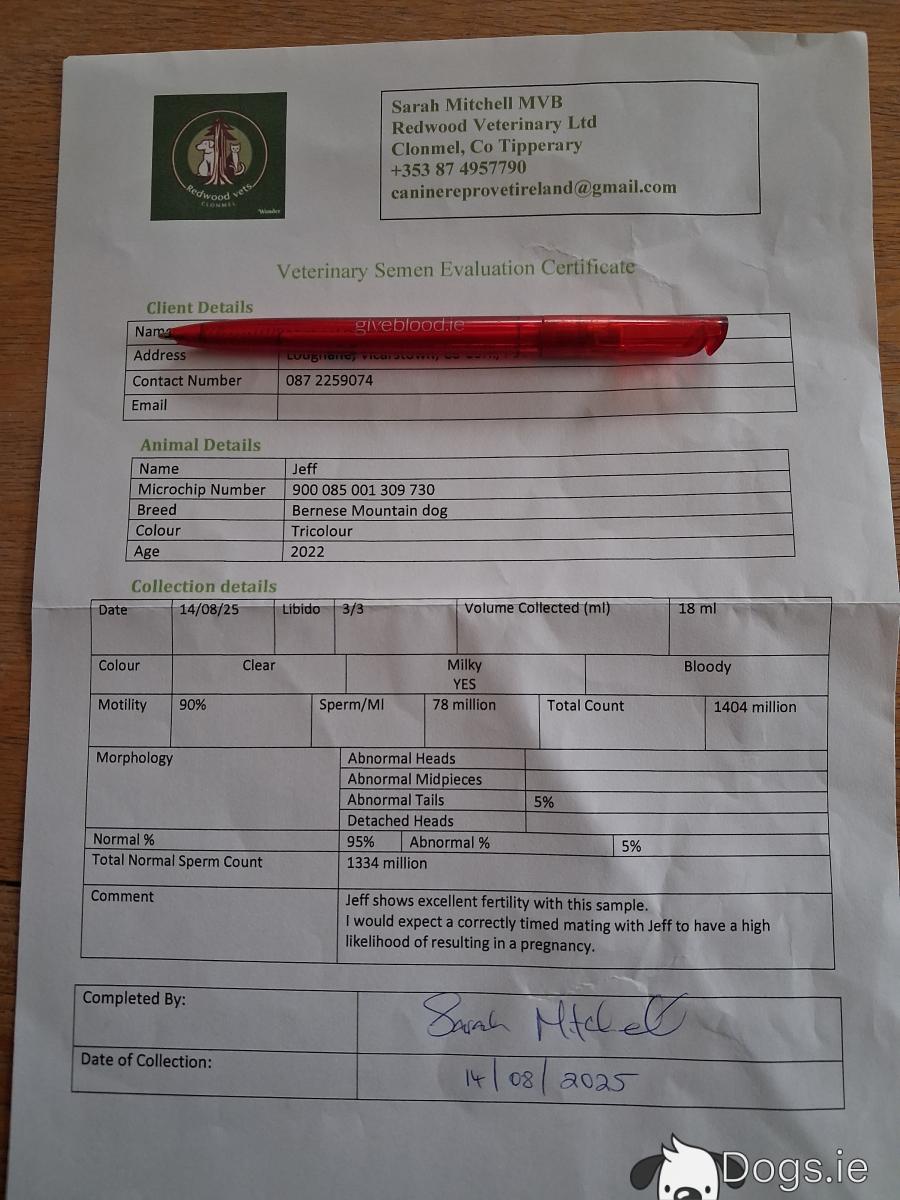 Sarah Mitchell MVB
Redwood Veterinary Ltd
Clonmel, Co Tipperary
+353 87 4957790
caninereprovetireland@gmail.com
Redwood vets
CLONMEL
Veterinary Semen Evaluation Certificate
Client Details
Name
giveblood.ie
Address
Contact Number 087 2259074
Email
Animal Details
Name Jeff
Microchip Number 900 085 001 309 730
Breed Bernese Mountain dog
Colour Tricolour
Age 2022
Collection details
Date 14/08/25 Libido 3/3 Volume Collected (ml) 18 ml
Colour Clear Milky Bloody
YES
Motility 90% Sperm/Ml 78 million Total Count 1404 million
Morphology Abnormal Heads
Abnormal Midpieces
Abnormal Tails 5%
Detached Heads
Normal % 95% Abnormal % 5%
Total Normal Sperm Count 1334 million
Comment Jeff shows excellent fertility with this sample.
I would expect a correctly timed mating with Jeff to have a high
likelihood of resulting in a pregnancy.
Completed By: Sarah Mitchell
Date of Collection: 14/08/2025
Dogs.ie